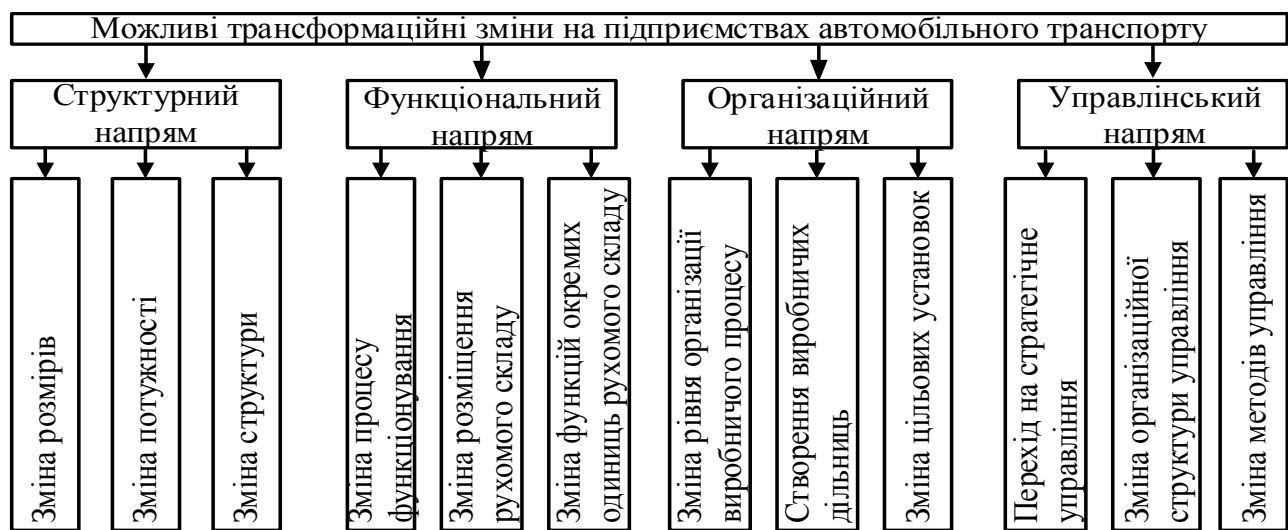 Можливі трансформаційні зміни на підприємствах автомобільного транспорту
Структурний
напрям
Функціональний
напрям
Організаційний
напрям
Управлінський
напрям
Зміна розмірів
Зміна потужності
Зміна структури
Зміна процесу
функціонування
Зміна розміщення
рухомого складу
Зміна функцій окремих
одиниць рухомого складу
Зміна рівня організації
виробничого процесу
Створення виробничих
дільниць
Зміна цільових установок
Перехід на стратегічне
управління
Зміна організаційної
структури управління
Зміна методів управління